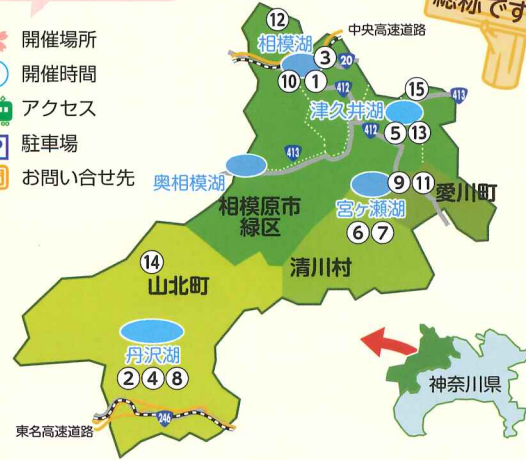 総称です
開催場所
開催時間
アクセス
駐車場
お問い合せ先
⑫
中央高速道路
相模湖
③
20
⑩ ①
412
⑮
413
津久井湖
412
⑤ ⑬
413
奥相模湖
⑨ ⑪
愛川町
相模原市
緑区
宮ヶ瀬湖
⑥ ⑦
清川村
⑭
山北町
丹沢湖
② ④ ⑧
神奈川県
246
東名高速道路